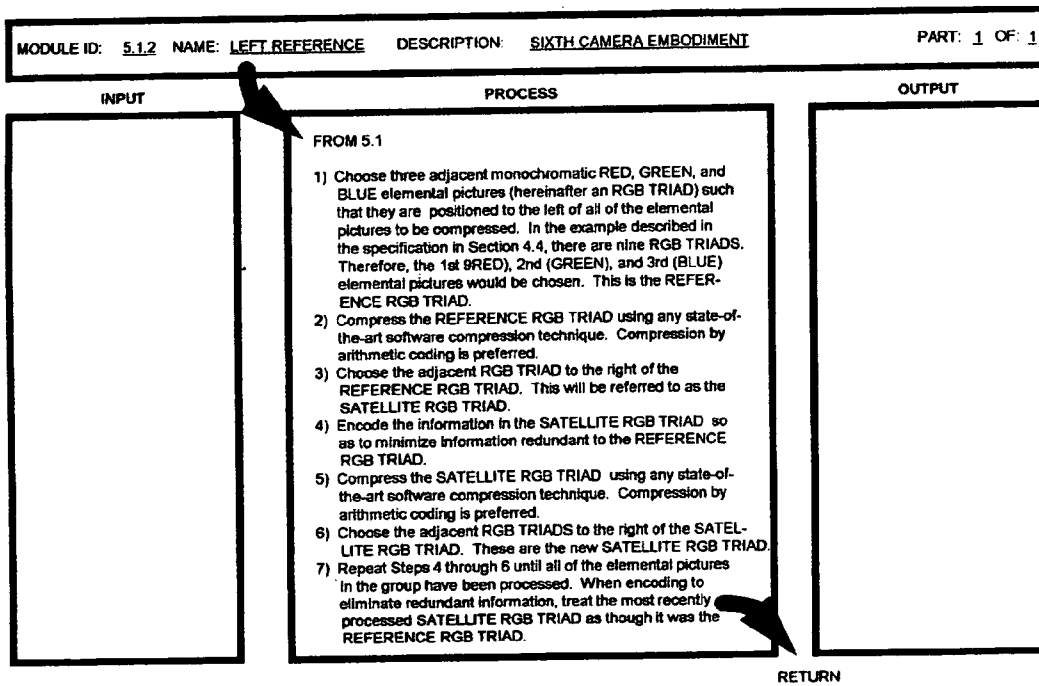 MODULE ID: 5.1.2 NAME: LEFT REFERENCE DESCRIPTION: SIXTH CAMERA EMBODIMENT PART: 1 OF: 1
INPUT PROCESS OUTPUT
FROM 5.1
1) Choose three adjacent monochromatic RED, GREEN, and
BLUE elemental pictures (hereinafter an RGB TRIAD) such
that they are positioned to the left of all of the elemental
pictures to be compressed. In the example described in
the specification in Section 4.4, there are nine RGB TRIADS.
Therefore, the 1st 9RED), 2nd (GREEN), and 3rd (BLUE)
elemental pictures would be chosen. This is the REFER-
ENCE RGB TRIAD.
2) Compress the REFERENCE RGB TRIAD using any state-of-
the-art software compression technique. Compression by
arithmetic coding is preferred.
3) Choose the adjacent RGB TRIAD to the right of the
REFERENCE RGB TRIAD. This will be referred to as the
SATELLITE RGB TRIAD.
4) Encode the information in the SATELLITE RGB TRIAD so
as to minimize information redundant to the REFERENCE
RGB TRIAD.
5) Compress the SATELLITE RGB TRIAD using any state-of-
the-art software compression technique. Compression by
arithmetic coding is preferred.
6) Choose the adjacent RGB TRIADS to the right of the SATEL-
LITE RGB TRIAD. These are the new SATELLITE RGB TRIAD.
7) Repeat Steps 4 through 6 until all of the elemental pictures
in the group have been processed. When encoding to
eliminate redundant information, treat the most recently
processed SATELLITE RGB TRIAD as though it was the
REFERENCE RGB TRIAD.
RETURN